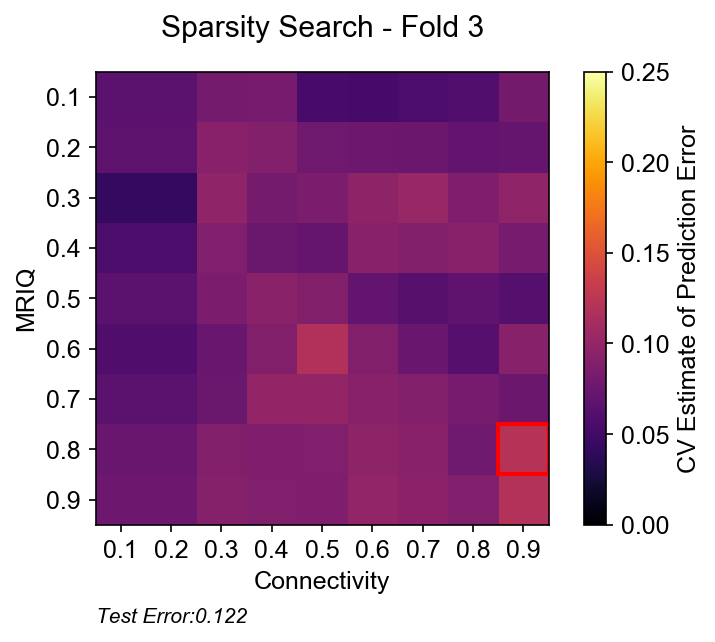 Sparsity Search - Fold 3
0.1
0.2
0.3
0.4
0.5
0.6
0.7
0.8
0.9
MRIQ
0.1 0.2 0.3 0.4 0.5 0.6 0.7 0.8 0.9
Connectivity
Test Error:0.122
0.25
0.20
0.15
0.10
0.05
0.00
CV Estimate of Prediction Error